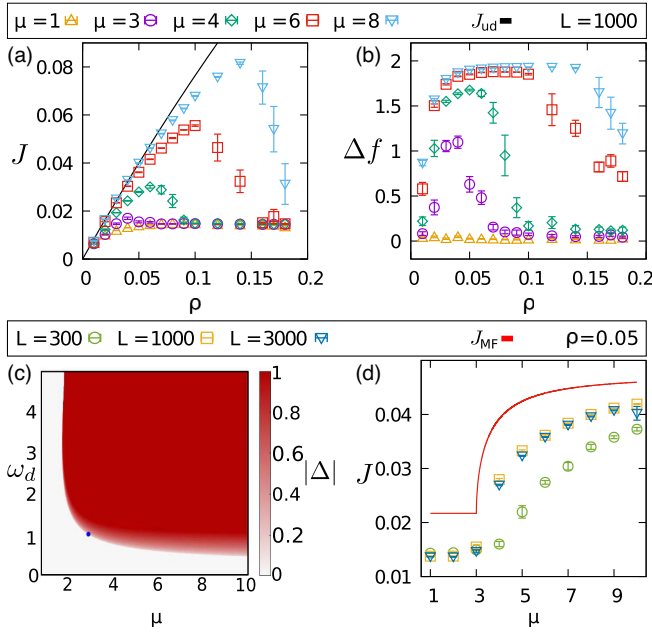 μ = 1 μ = 3 μ = 4 μ = 6 μ = 8 J_ud L = 1000
(a) (b)
0.08
0.06
0.04
0.02
0
J
0 0.05 0.1 0.15 0.2
ρ
2
1.5
1
0.5
0
Δf
0 0.05 0.1 0.15 0.2
ρ
L = 300 L = 1000 L = 3000 J_MF ρ=0.05
(c) (d)
4
3
2
1
0
ω_d
2 4 6 8 10
μ
1
0.8
0.6
0.4
0.2
0
|Δ|
0.04
0.03
0.02
0.01
J
1 3 5 7 9
μ